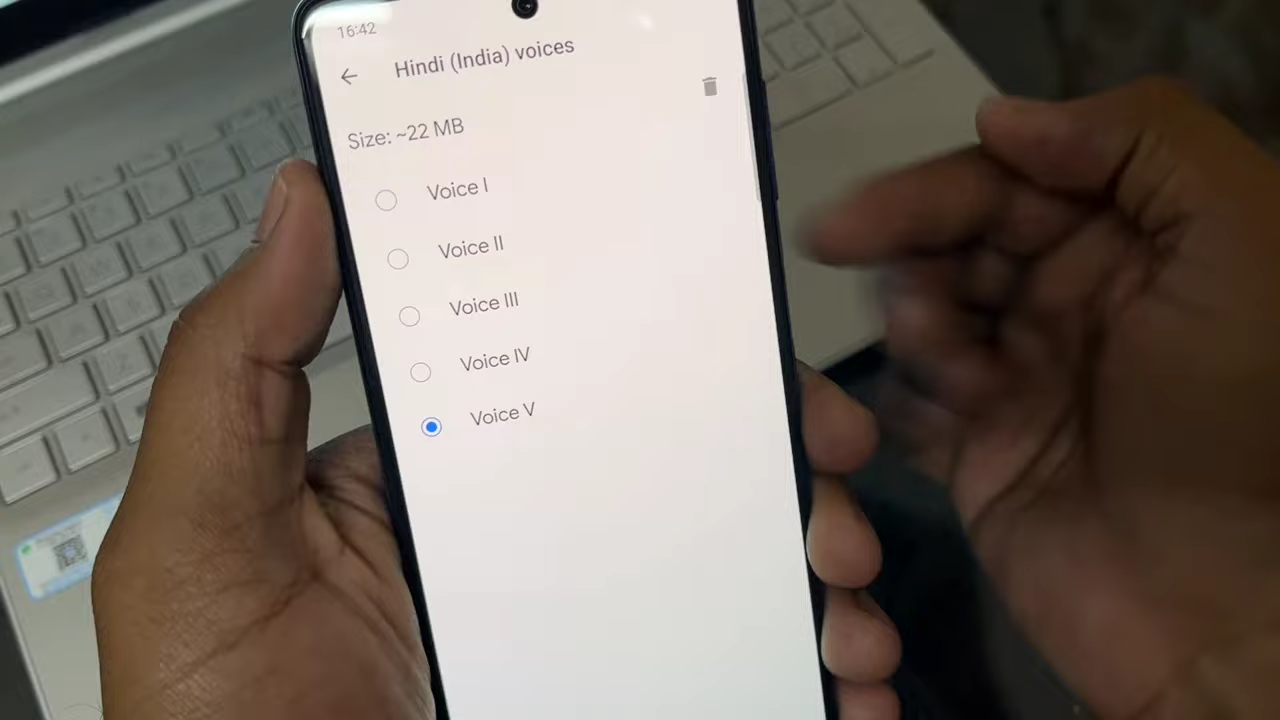 16:42
Hindi (India) voices
Size: ~22 MB
Voice I
Voice II
Voice III
Voice IV
Voice V